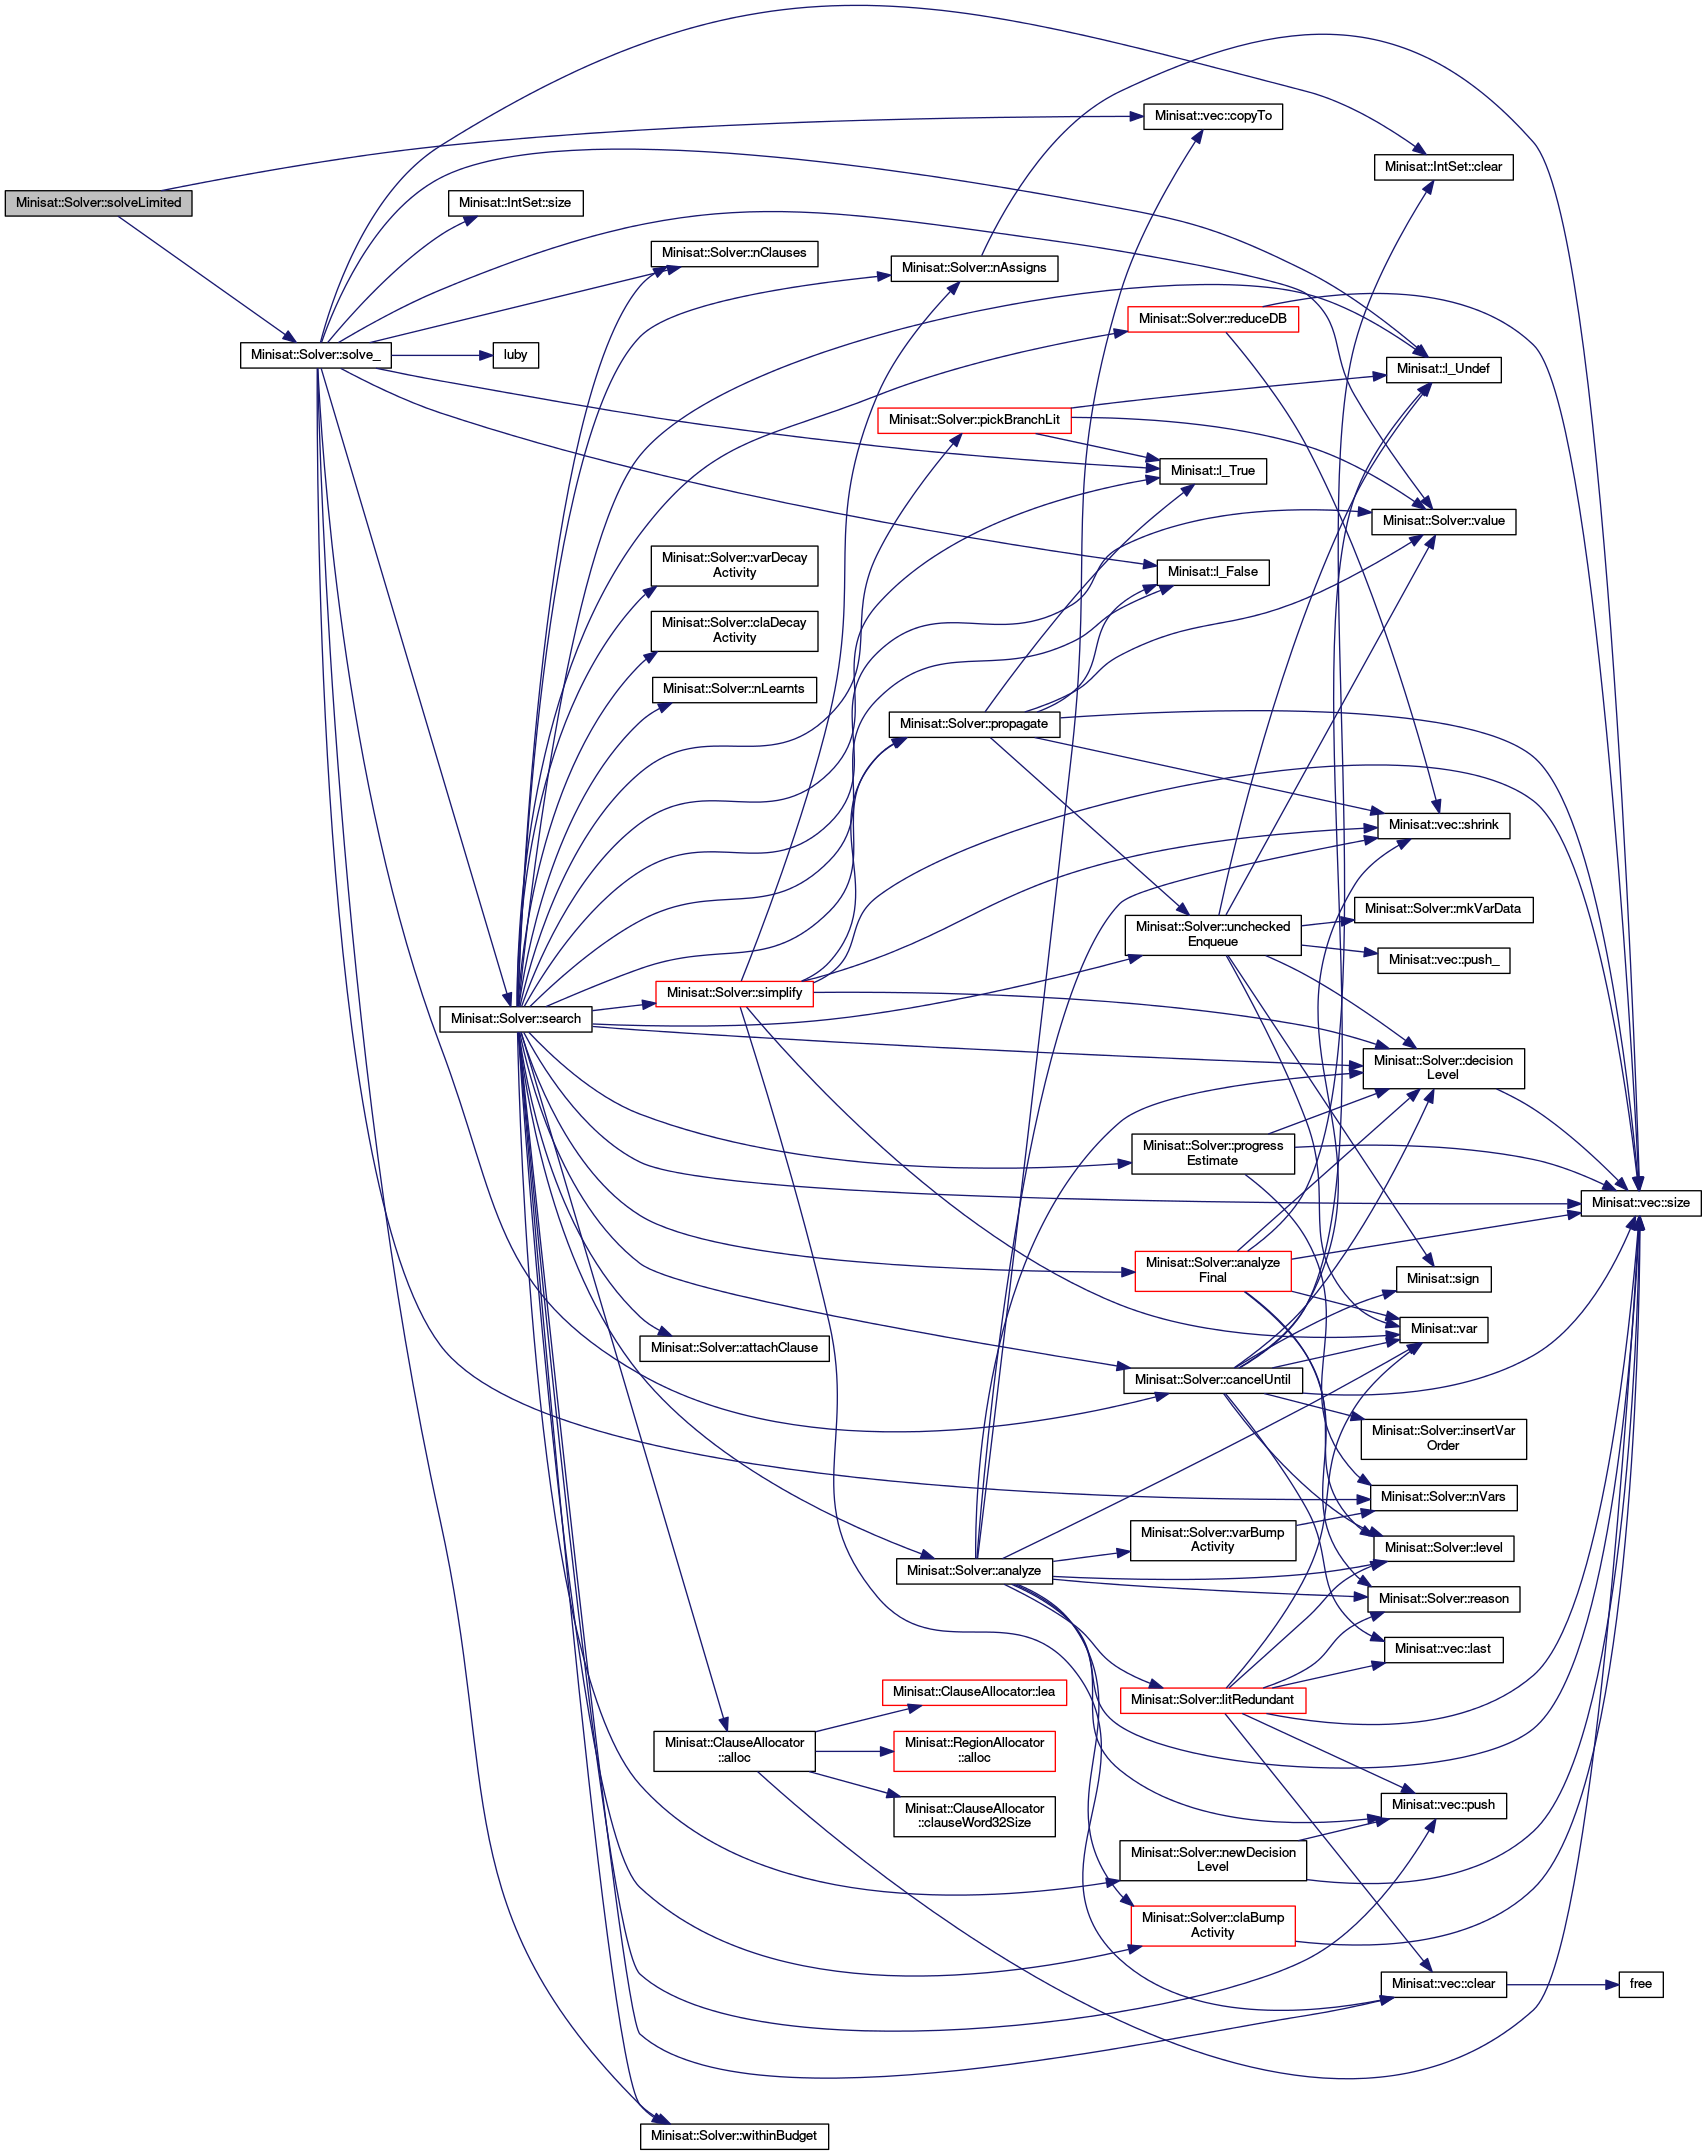 Minisat::vec::copyTo
Minisat::IntSet::clear
Minisat::Solver::solveLimited
Minisat::IntSet::size
Minisat::Solver::nClauses
Minisat::Solver::nAssigns
Minisat::Solver::reduceDB
Minisat::Solver::solve_
luby
Minisat::l_Undef
Minisat::Solver::pickBranchLit
Minisat::l_True
Minisat::Solver::value
Minisat::Solver::varDecay
Activity
Minisat::l_False
Minisat::Solver::claDecay
Activity
Minisat::Solver::nLearnts
Minisat::Solver::propagate
Minisat::vec::shrink
Minisat::Solver::mkVarData
Minisat::Solver::unchecked
Enqueue
Minisat::vec::push_
Minisat::Solver::simplify
Minisat::Solver::search
Minisat::Solver::decision
Level
Minisat::Solver::progress
Estimate
Minisat::vec::size
Minisat::Solver::analyze
Final
Minisat::sign
Minisat::var
Minisat::Solver::attachClause
Minisat::Solver::cancelUntil
Minisat::Solver::insertVar
Order
Minisat::Solver::nVars
Minisat::Solver::varBump
Activity
Minisat::Solver::level
Minisat::Solver::analyze
Minisat::Solver::reason
Minisat::vec::last
Minisat::ClauseAllocator::lea
Minisat::Solver::litRedundant
Minisat::ClauseAllocator
::alloc
Minisat::RegionAllocator
::alloc
Minisat::ClauseAllocator
::clauseWord32Size
Minisat::vec::push
Minisat::Solver::newDecision
Level
Minisat::Solver::claBump
Activity
Minisat::vec::clear
free
Minisat::Solver::withinBudget